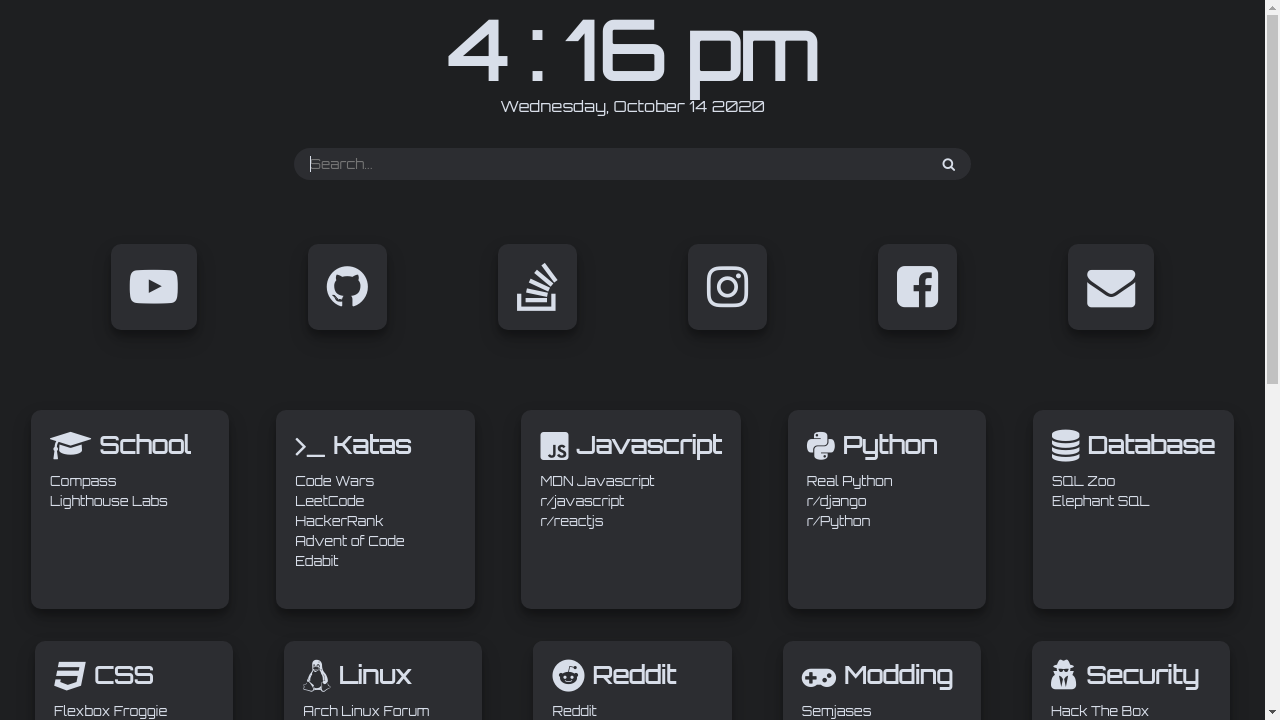 4 : 16 pm
Wednesday, October 14 2020
Search...
School
Compass
Lighthouse Labs
>_ Katas
Code Wars
LeetCode
HackerRank
Advent of Code
Edabit
JS Javascript
MDN Javascript
r/javascript
r/reactjs
Python
Real Python
r/django
r/Python
Database
SQL Zoo
Elephant SQL
CSS
Flexbox Froggie
Linux
Arch Linux Forum
Reddit
Reddit
Modding
Semjases
Security
Hack The Box